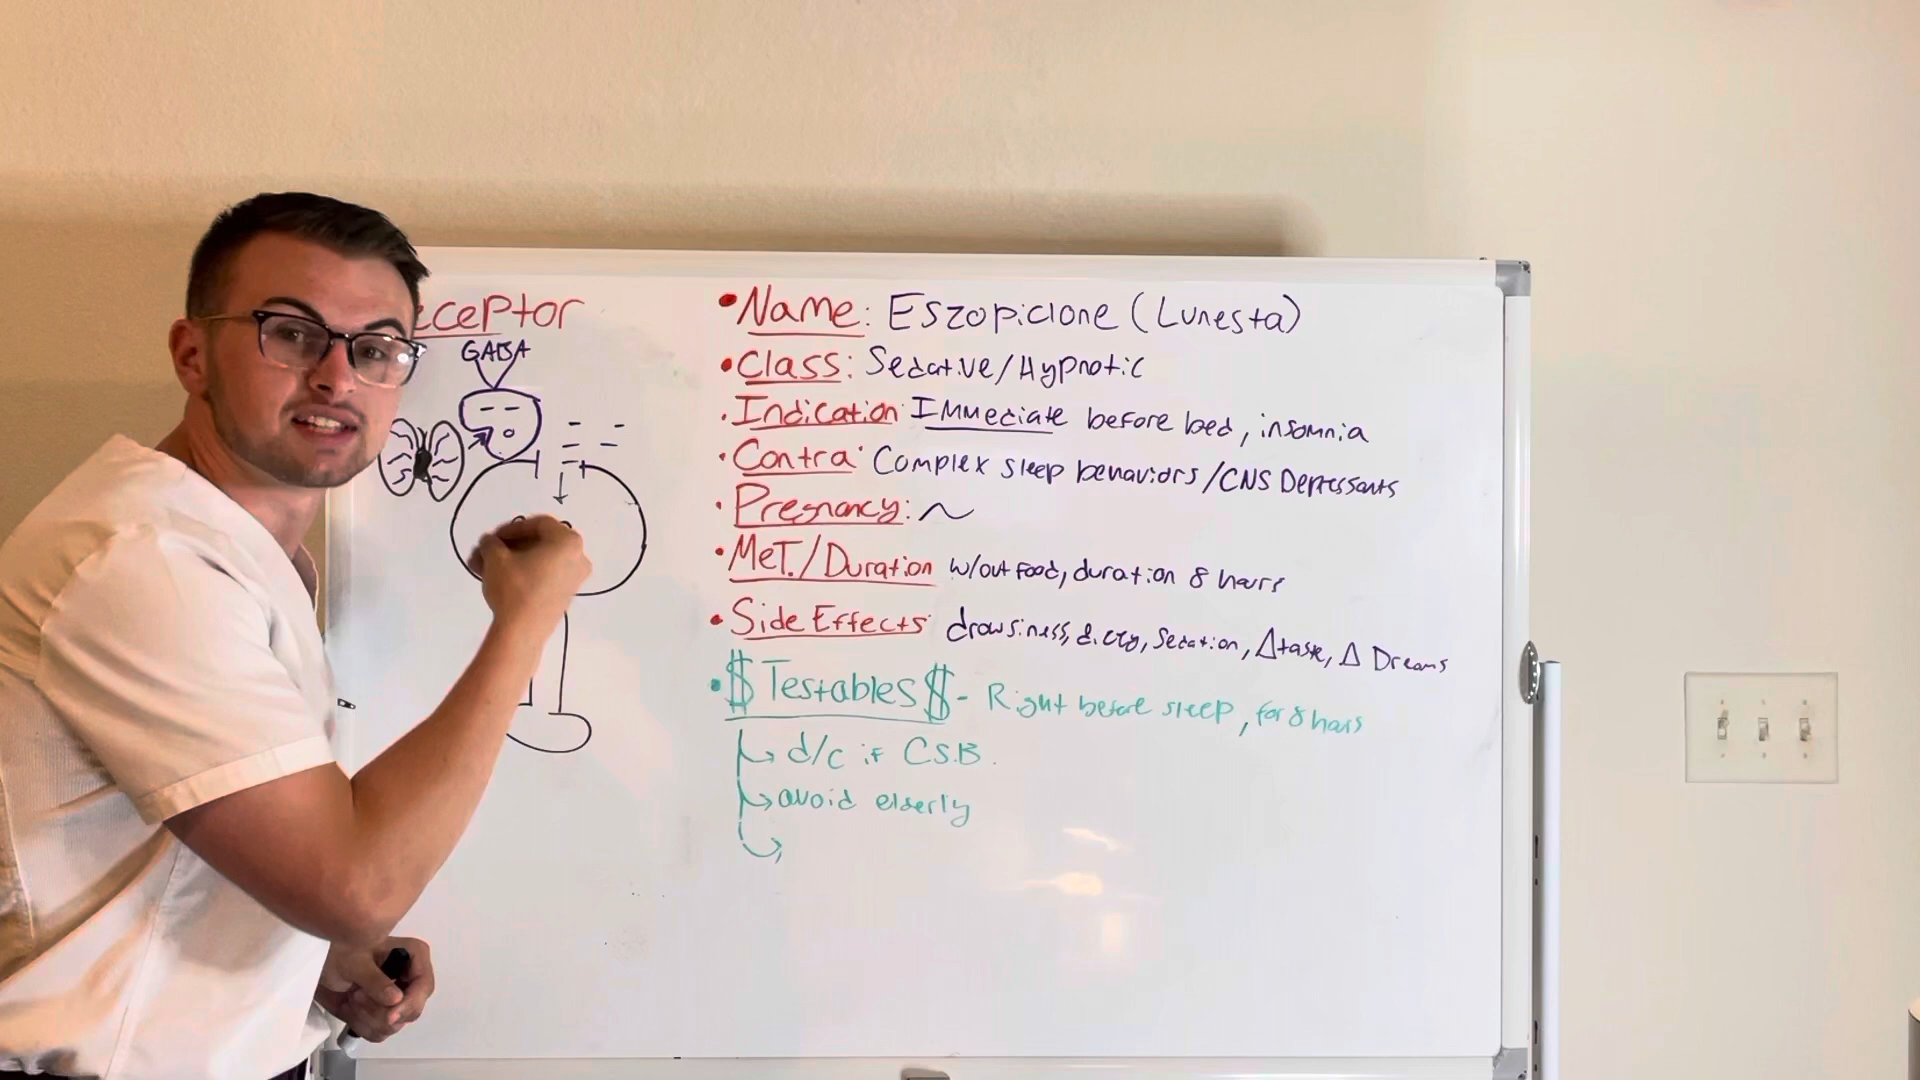 eceptor
GABA
• Name: Eszopiclone (Lunesta)
• Class: Sedative/Hypnotic
• Indication: Immediate before bed, insomnia
• Contra: Complex sleep behaviors/CNS Depressants
• Pregnancy: ~
• Met./Duration w/out food, duration 8 hours
• Side Effects: drowsiness, dizzy, Sedation, Δtaste, Δ Dreams
• $Testables$ - Right before sleep, for 8 hours
↳ d/c if C.S.B.
↳ avoid elderly